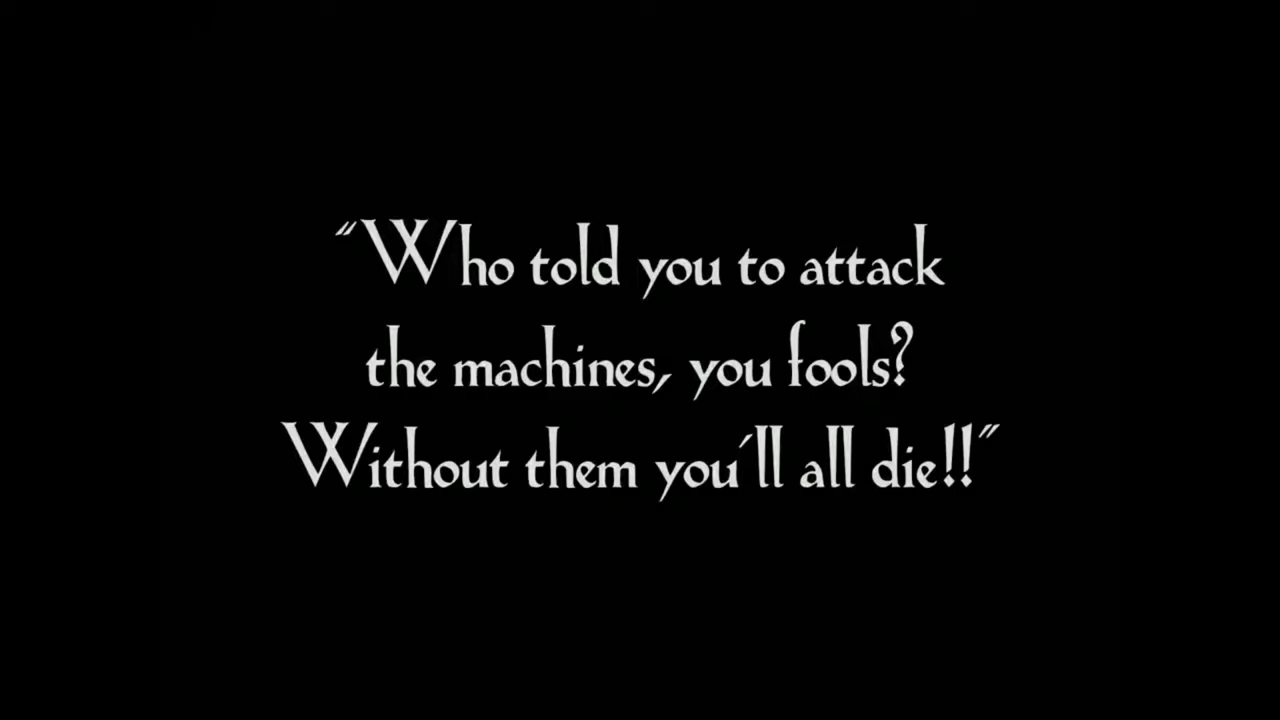 "Who told you to attack
the machines, you fools?
Without them you'll all die!!"